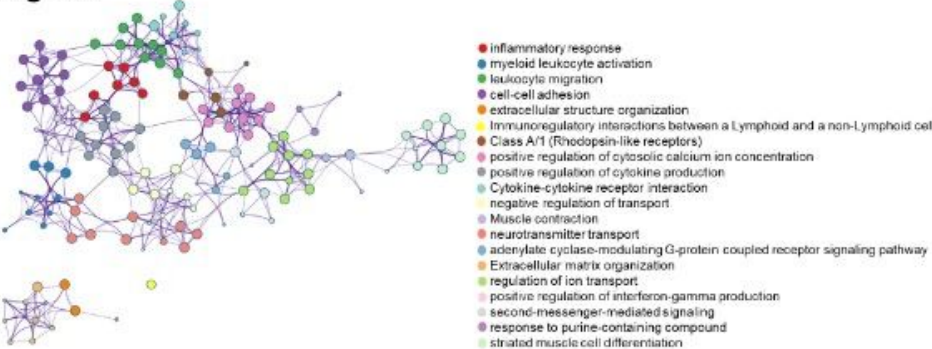 inflammatory response
myeloid leukocyte activation
leukocyte migration
cell-cell adhesion
extracellular structure organization
Immunoregulatory interactions between a Lymphoid and a non-Lymphoid cel
Class A/1 (Rhodopsin-like receptors)
positive regulation of cytosolic calcium ion concentration
positive regulation of cytokine production
Cytokine-cytokine receptor interaction
negative regulation of transport
Muscle contraction
neurotransmitter transport
adenylate cyclase-modulating G-protein coupled receptor signaling pathway
Extracellular matrix organization
regulation of ion transport
positive regulation of interferon-gamma production
second-messenger-mediated signaling
response to purine-containing compound
striated muscle cell differentiation